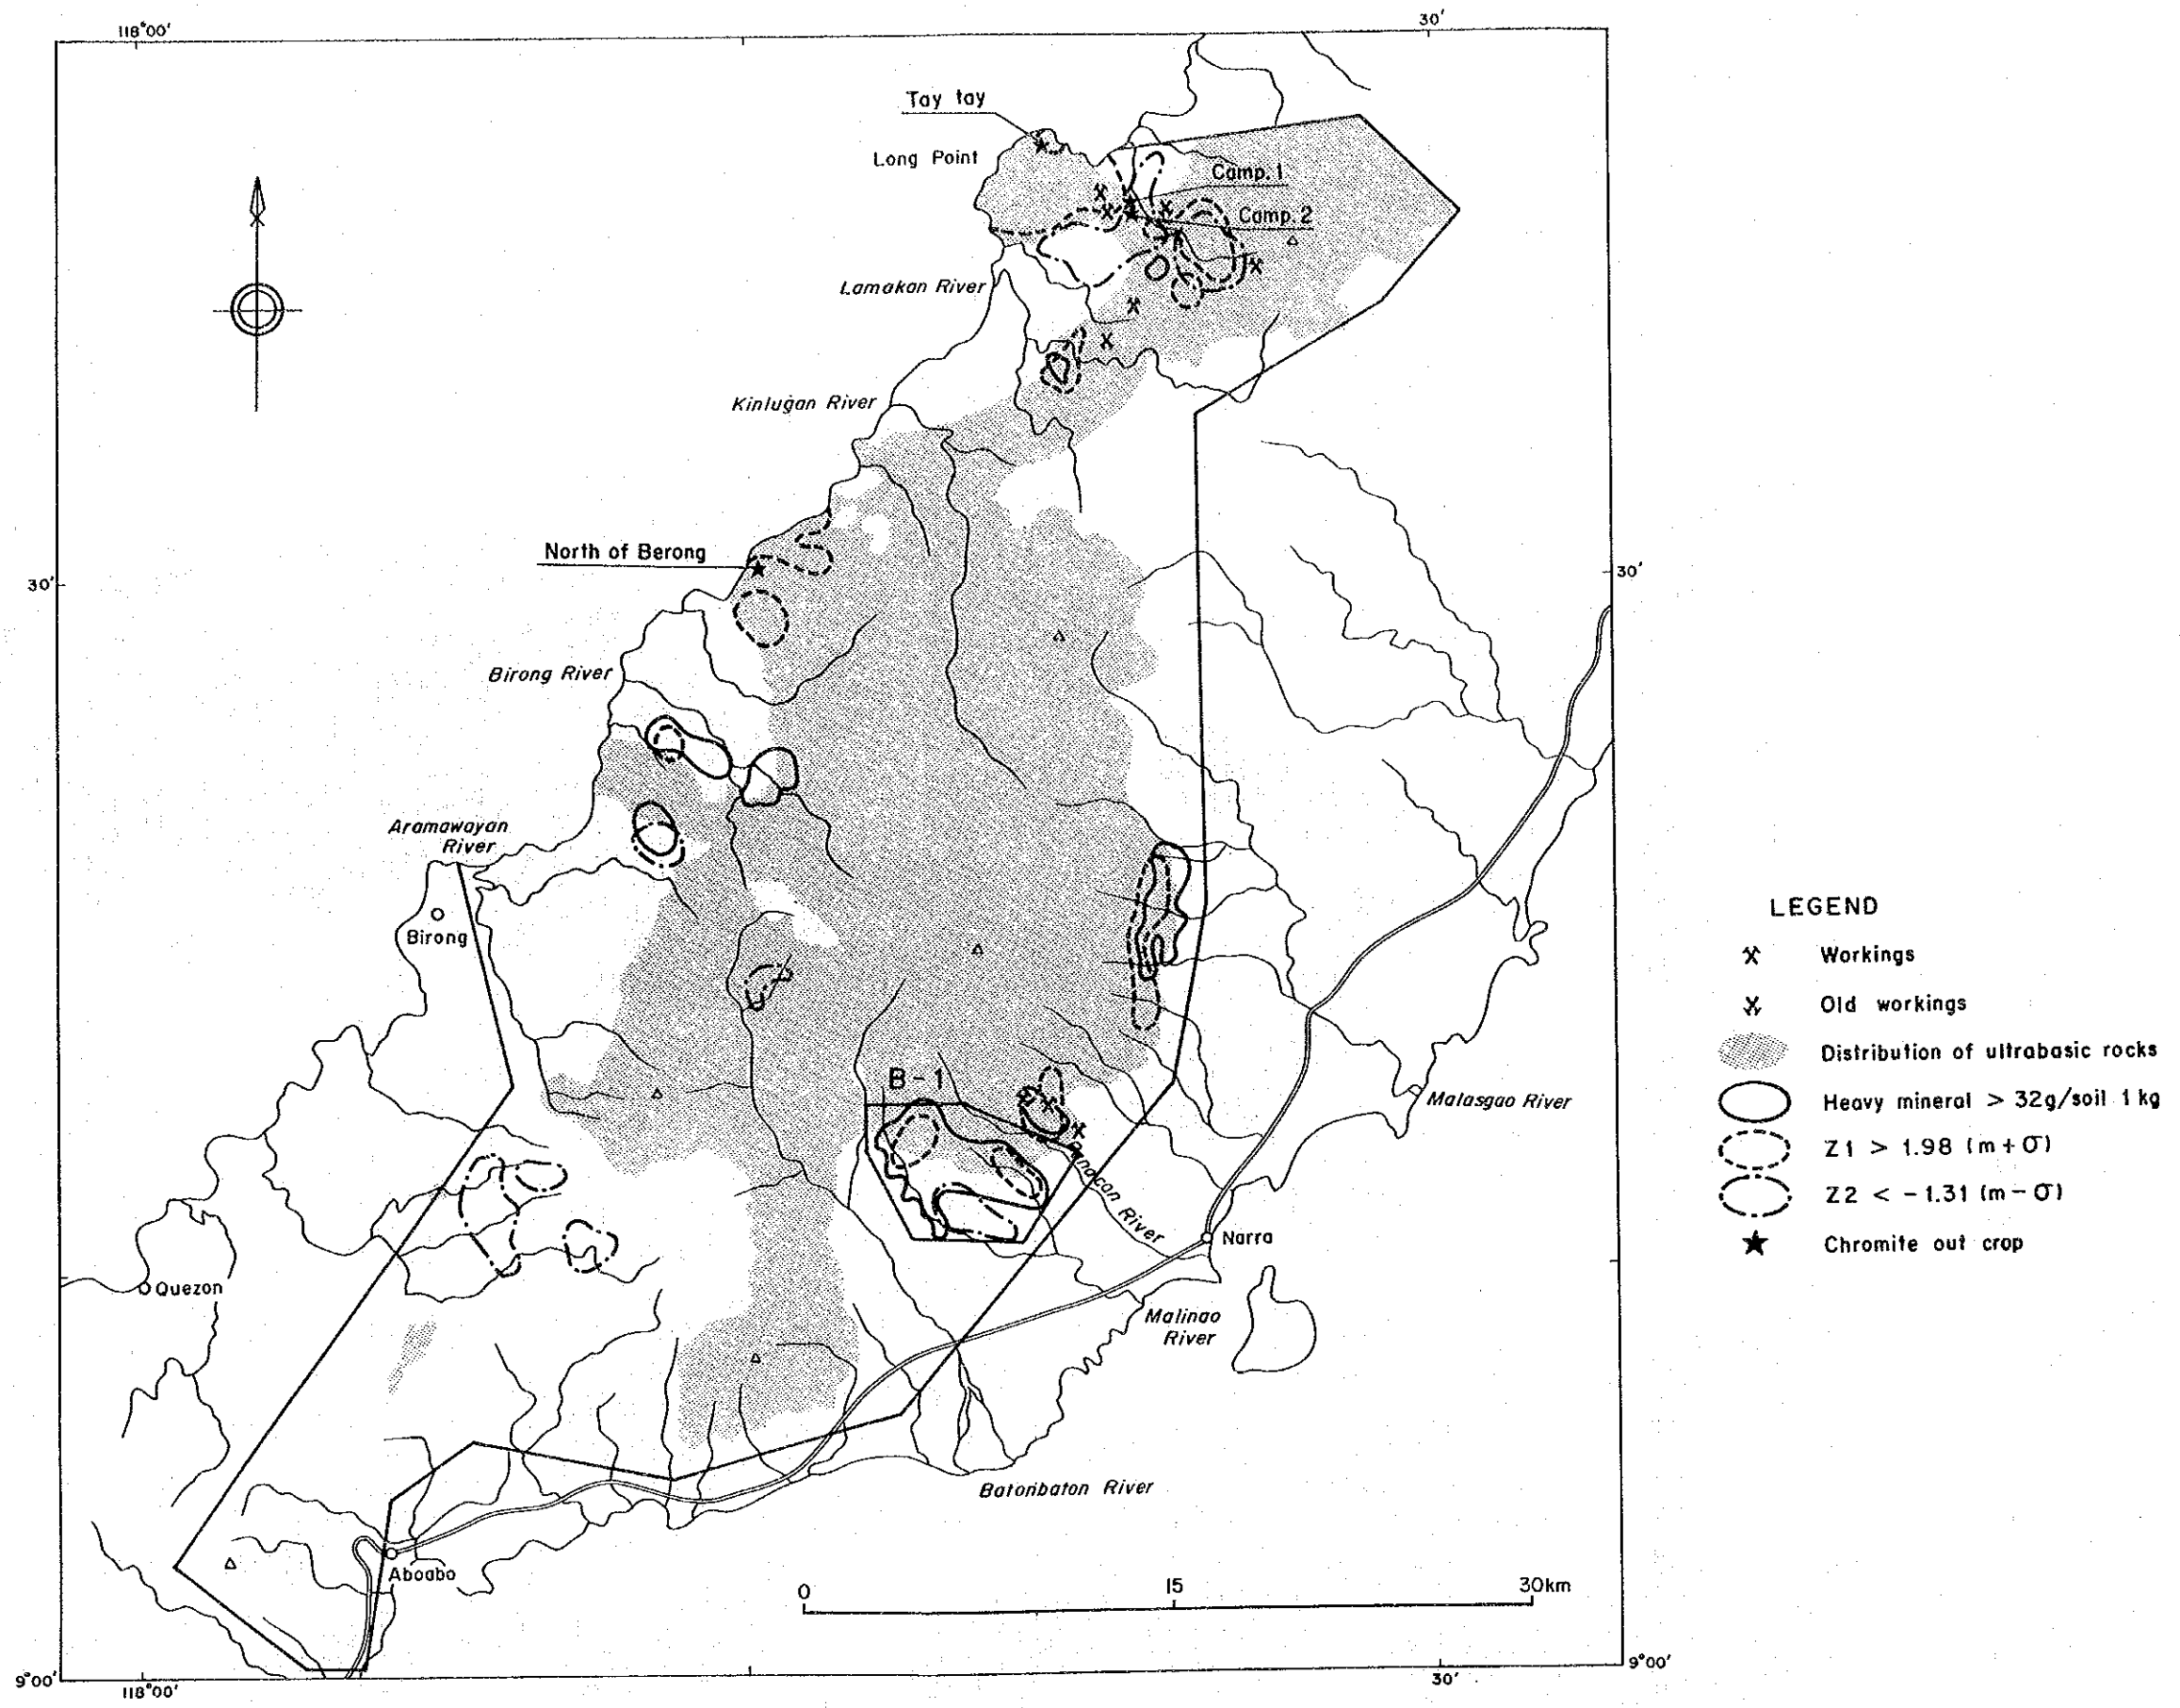 118°00'
30'
Tay tay
Long Point
Camp. 1
Camp. 2
Lamakan River
Kinlugan River
North of Berong
30'
30'
Birong River
Aramawayan
River
Birong
LEGEND
Workings
Old workings
Distribution of ultrabasic rocks
Heavy mineral > 32g/soil 1 kg
Z1 > 1.98 (m + σ)
Z2 < -1.31 (m - σ)
Chromite out crop
B-1
Malasgao River
Panacan River
Narra
Quezon
Malinao
River
Batoribaton River
Aboabo
0
15
30km
9°00'
9°00'
118°00'
30'